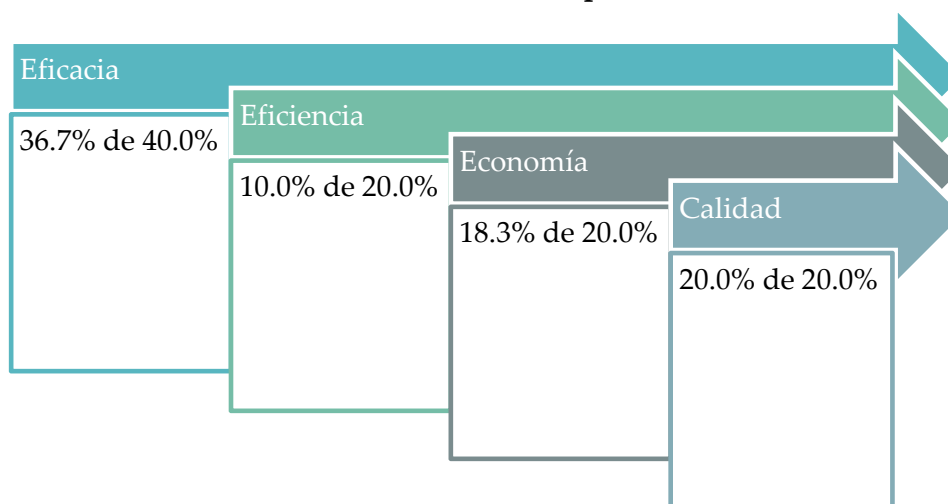 Eficacia
36.7% de 40.0%
Eficiencia
10.0% de 20.0%
Economía
18.3% de 20.0%
Calidad
20.0% de 20.0%